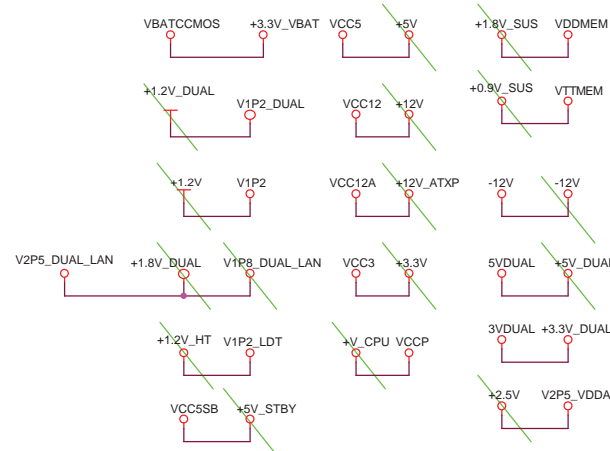 VBATCCMOS +3.3V_VBAT VCC5 +5V +1.8V_SUS VDDMEM
+1.2V_DUAL V1P2_DUAL VCC12 +12V +0.9V_SUS VTTMEM
+1.2V V1P2 VCC12A +12V_ATXP -12V -12V
V2P5_DUAL_LAN +1.8V_DUAL V1P8_DUAL_LAN VCC3 +3.3V 5VDUAL +5V_DUAL
+1.2V_HT V1P2_LDT +V_CPU VCCP 3VDUAL +3.3V_DUAL
VCC5SB +5V_STBY +2.5V V2P5_VDDA